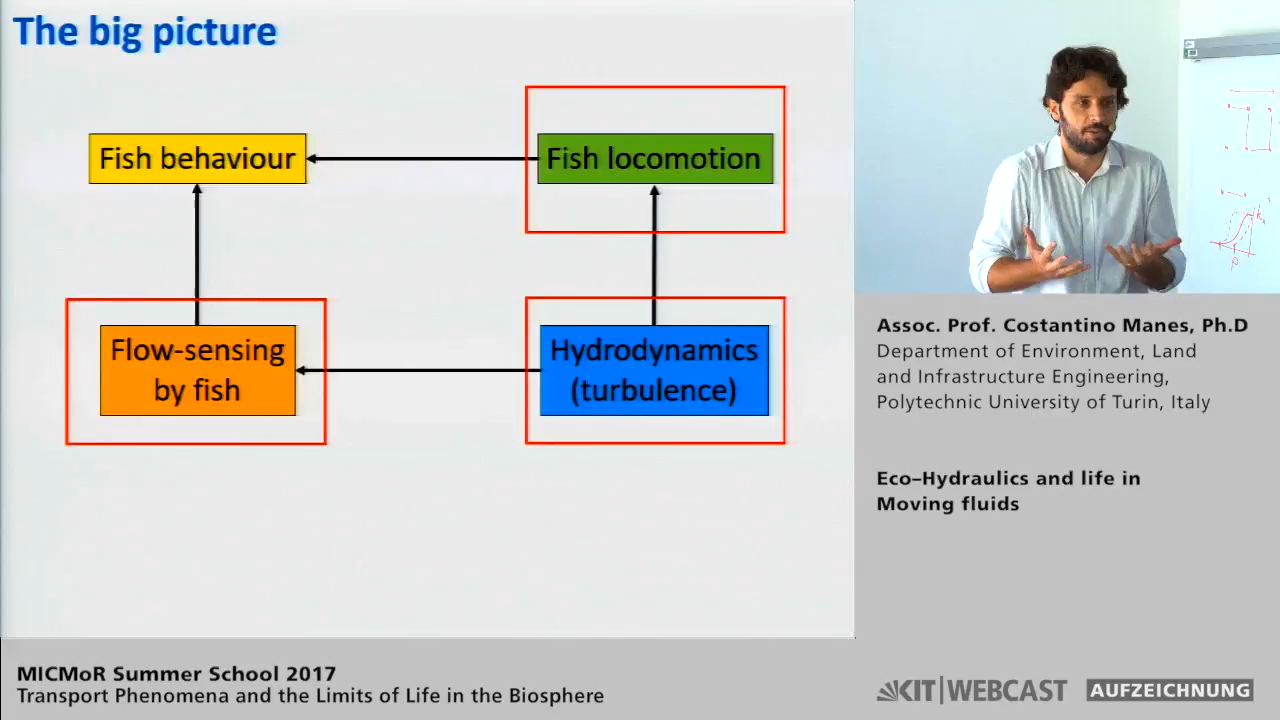 The big picture
Fish behaviour
Fish locomotion
Flow-sensing
by fish
Hydrodynamics
(turbulence)
Assoc. Prof. Costantino Manes, Ph.D
Department of Environment, Land
and Infrastructure Engineering,
Polytechnic University of Turin, Italy
Eco–Hydraulics and life in
Moving fluids
MICMoR Summer School 2017
Transport Phenomena and the Limits of Life in the Biosphere
KIT|WEBCAST
AUFZEICHNUNG